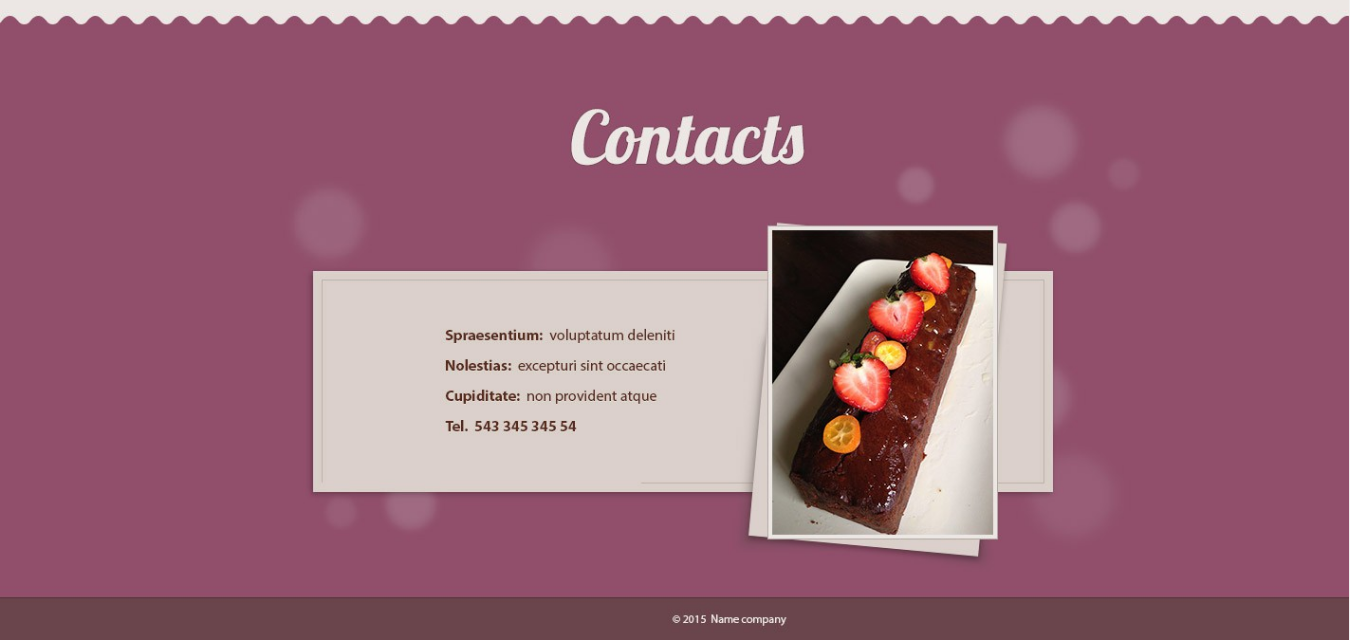 Contacts
Spraesentium: voluptatum deleniti
Nolestias: excepturi sint occaecati
Cupiditate: non provident atque
Tel. 543 345 345 54
© 2015 Name company